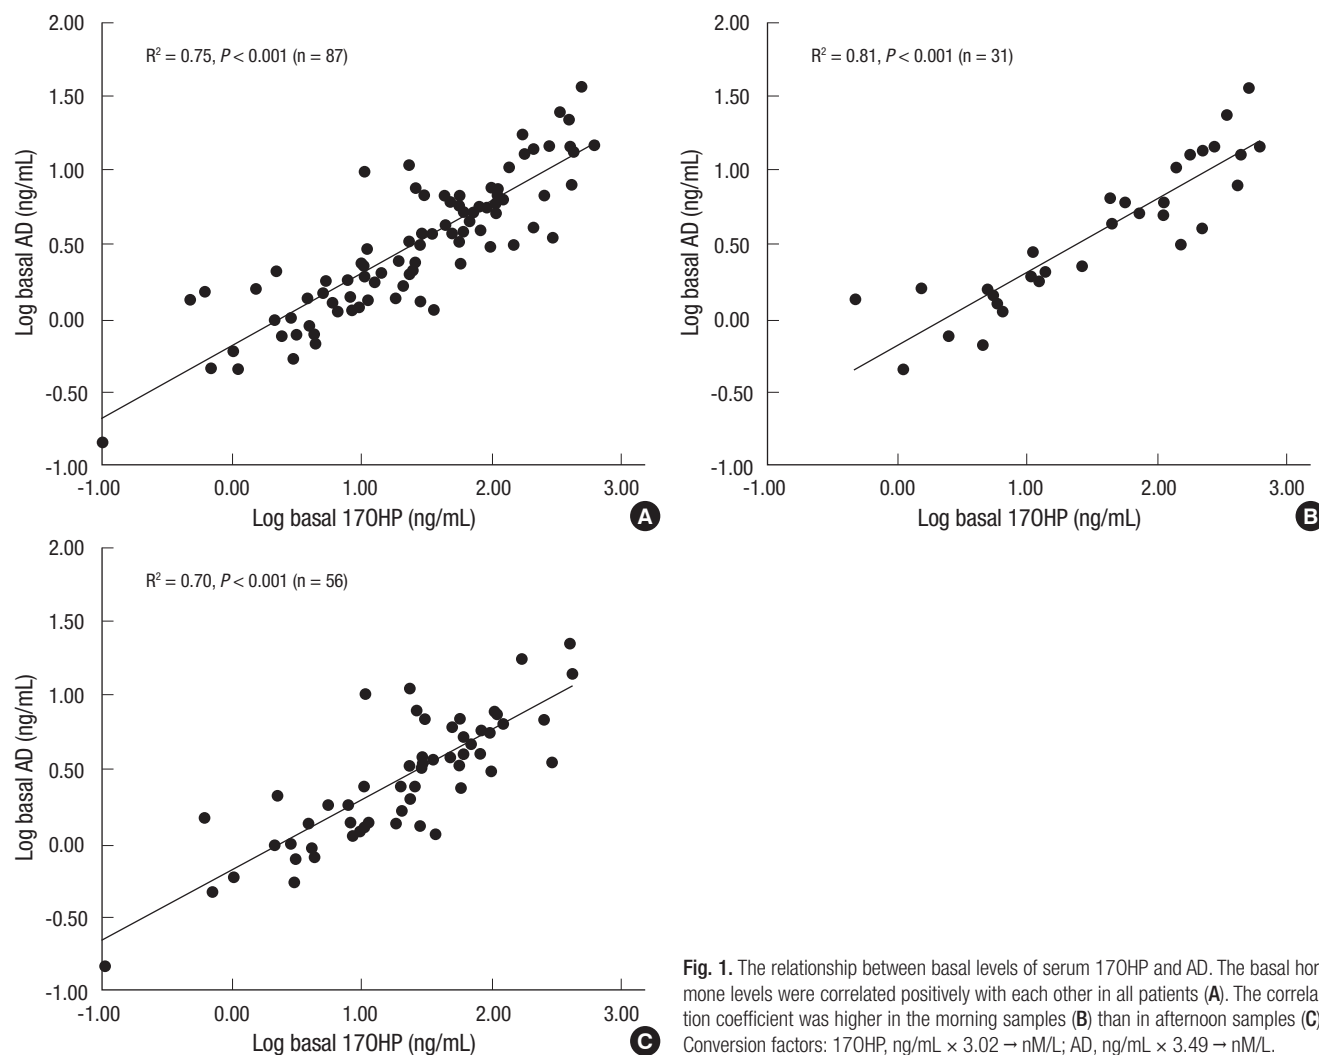 2.00
R² = 0.75, P < 0.001 (n = 87)
1.50
1.00
0.50
0.00
-0.50
-1.00
Log basal AD (ng/mL)
-1.00 0.00 1.00 2.00 3.00
Log basal 17OHP (ng/mL)
A
2.00
R² = 0.81, P < 0.001 (n = 31)
1.50
1.00
0.50
0.00
-0.50
-1.00
Log basal AD (ng/mL)
-1.00 0.00 1.00 2.00 3.00
Log basal 17OHP (ng/mL)
B
2.00
R² = 0.70, P < 0.001 (n = 56)
1.50
1.00
0.50
0.00
-0.50
-1.00
Log basal AD (ng/mL)
-1.00 0.00 1.00 2.00 3.00
Log basal 17OHP (ng/mL)
C
Fig. 1. The relationship between basal levels of serum 17OHP and AD. The basal hor
mone levels were correlated positively with each other in all patients (A). The correla
tion coefficient was higher in the morning samples (B) than in afternoon samples (C)
Conversion factors: 17OHP, ng/mL × 3.02 → nM/L; AD, ng/mL × 3.49 → nM/L.